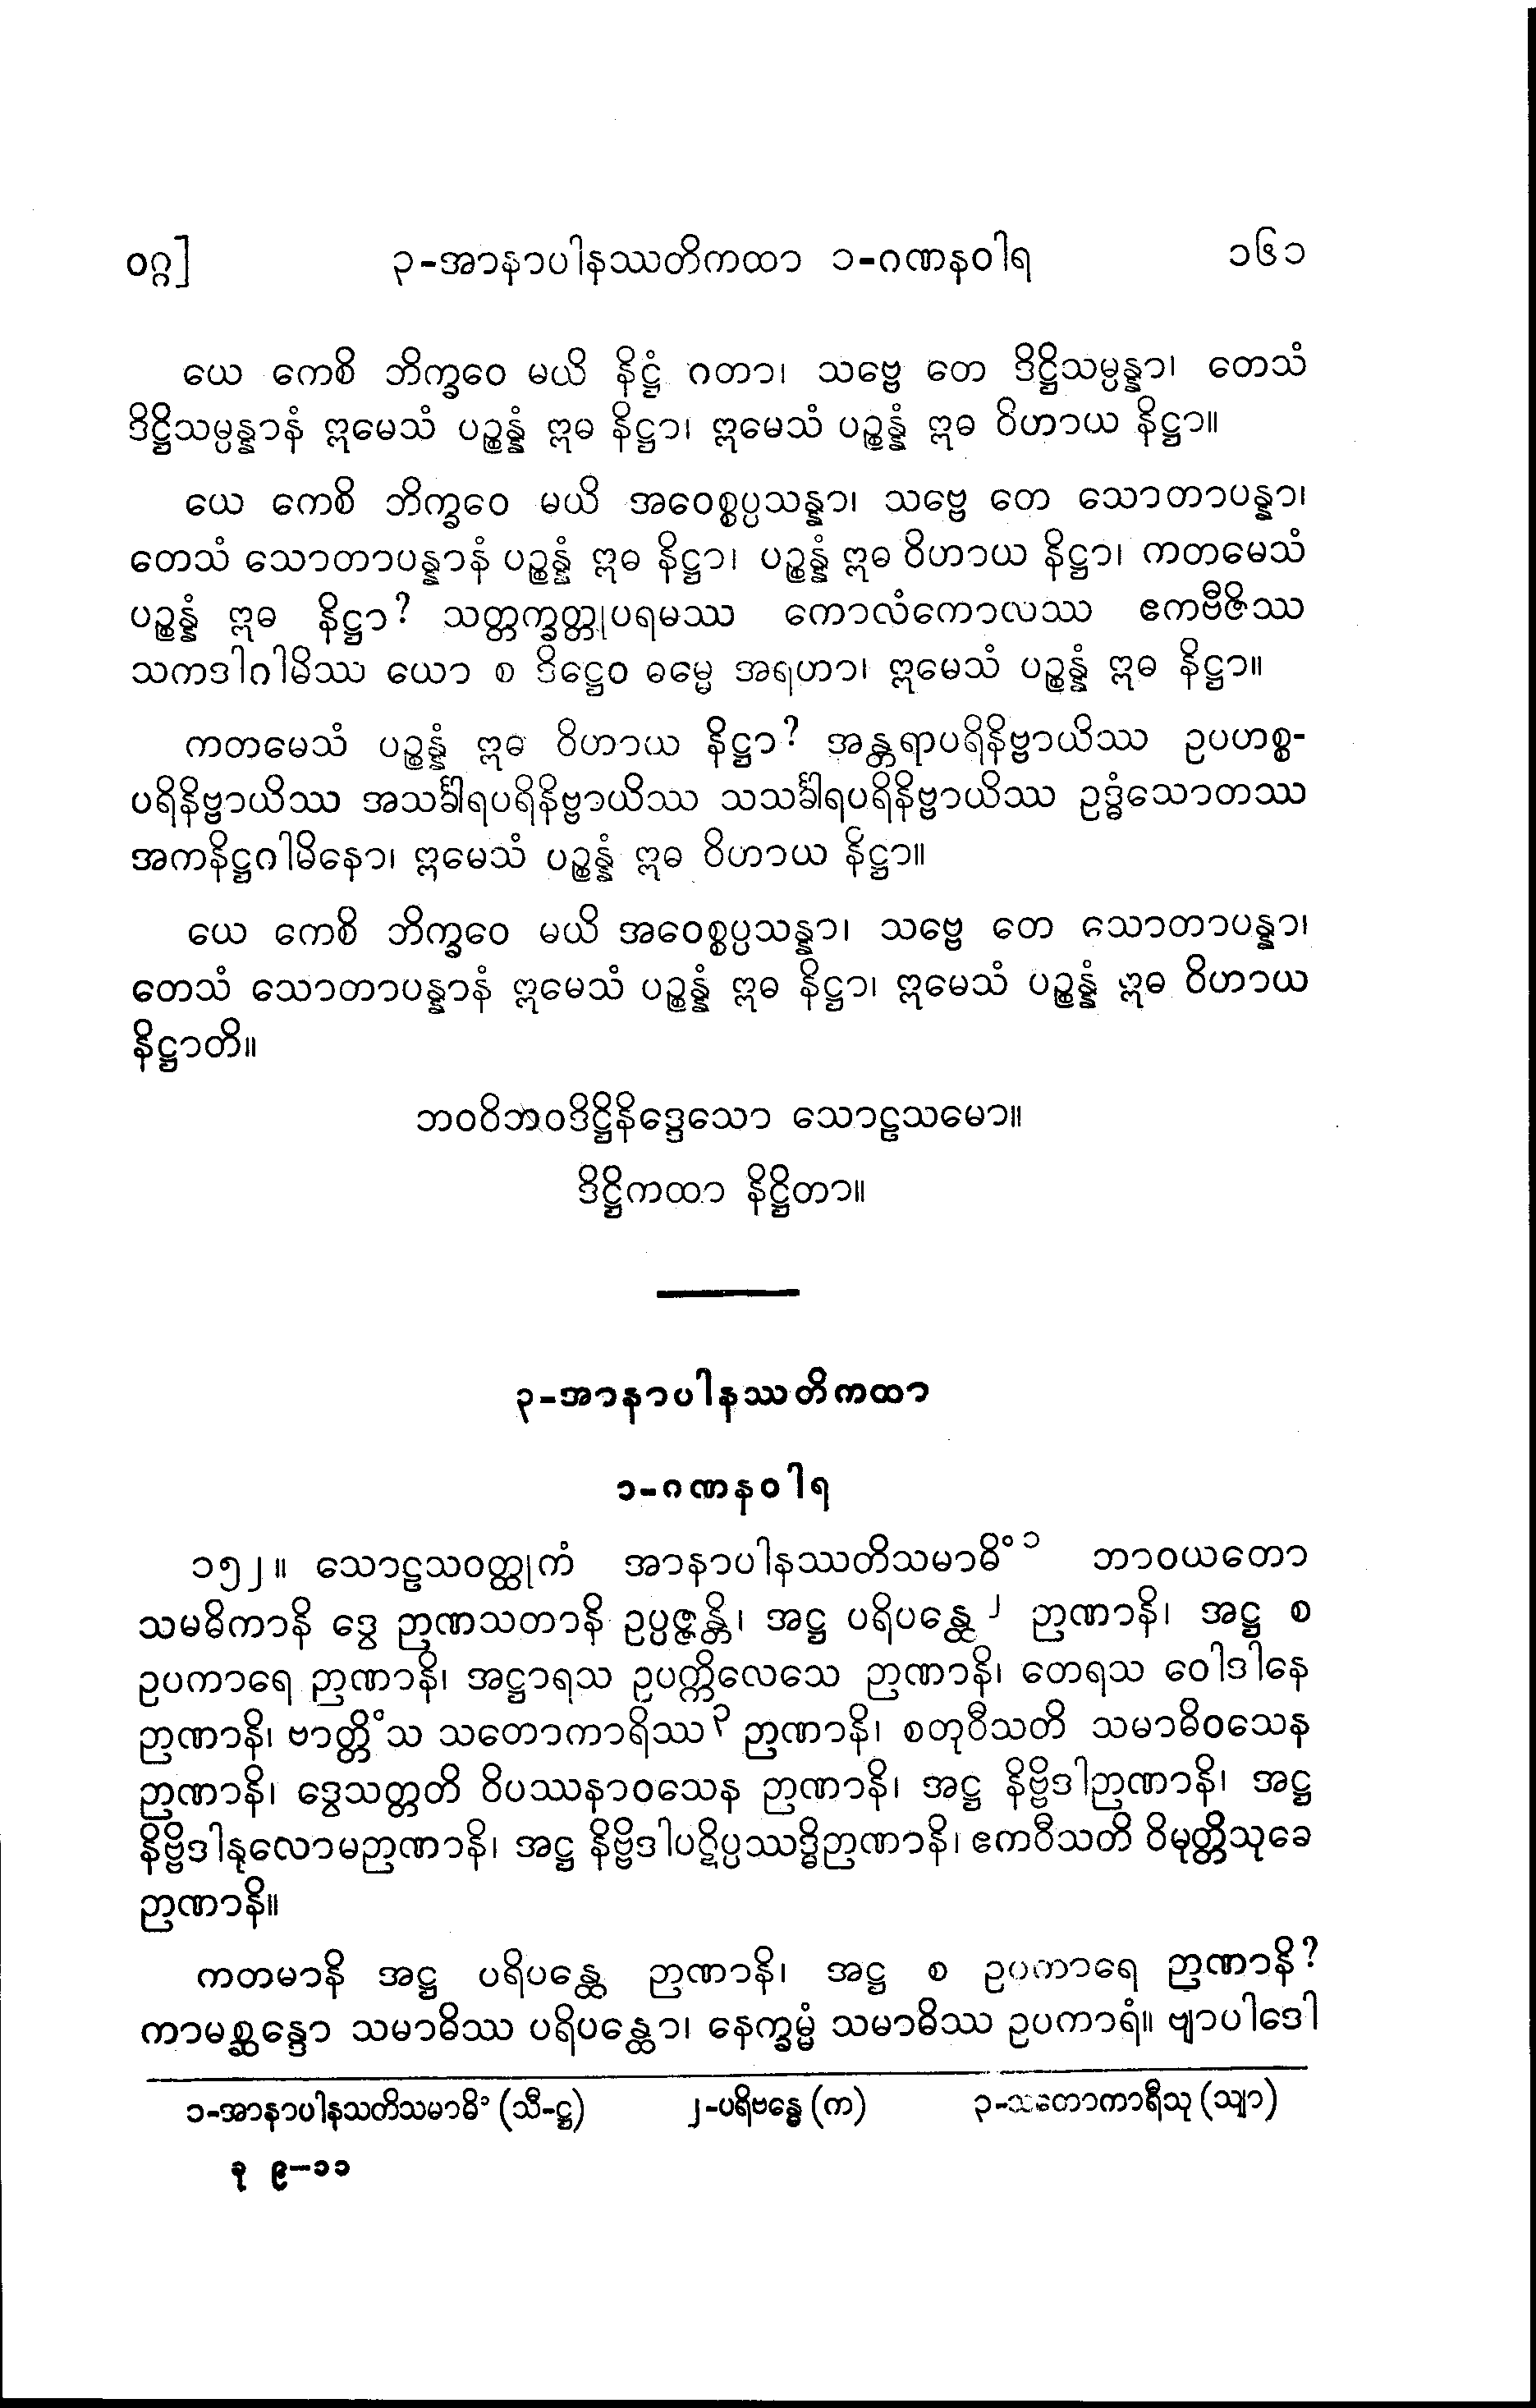 ဝဂ္ဂ] ၃-အာနာပါနဿတိကထာ ၁-ဂဏနဝါရ ၁၆၁
ယေ ကေစိ ဘိက္ခဝေ မယိ နိဋ္ဌံ ဂတာ၊ သဗ္ဗေ တေ ဒိဋ္ဌိသမ္ပန္နာ၊ တေသံ
ဒိဋ္ဌိသမ္ပန္နာနံ ဣမေသံ ပဉ္စန္နံ ဣဓ နိဋ္ဌာ၊ ဣမေသံ ပဉ္စန္နံ ဣဓ ဝိဟာယ နိဋ္ဌာ။
ယေ ကေစိ ဘိက္ခဝေ မယိ အဝေစ္စပ္ပသန္နာ၊ သဗ္ဗေ တေ သောတာပန္နာ၊
တေသံ သောတာပန္နာနံ ပဉ္စန္နံ ဣဓ နိဋ္ဌာ၊ ပဉ္စန္နံ ဣဓ ဝိဟာယ နိဋ္ဌာ၊ ကတမေသံ
ပဉ္စန္နံ ဣဓ နိဋ္ဌာ? သတ္တက္ခတ္တုပရမဿ ကောလံကောလဿ ဧကဗီဇိဿ
သကဒါဂါမိဿ ယော စ ဒိဋ္ဌေဝ ဓမ္မေ အရဟာ၊ ဣမေသံ ပဉ္စန္နံ ဣဓ နိဋ္ဌာ။
ကတမေသံ ပဉ္စန္နံ ဣဓ ဝိဟာယ နိဋ္ဌာ? အန္တရာပရိနိဗ္ဗာယိဿ ဥပဟစ္စ-
ပရိနိဗ္ဗာယိဿ အသင်္ခါရပရိနိဗ္ဗာယိဿ သသင်္ခါရပရိနိဗ္ဗာယိဿ ဥဒ္ဓံသောတဿ
အကနိဋ္ဌဂါမိနော၊ ဣမေသံ ပဉ္စန္နံ ဣဓ ဝိဟာယ နိဋ္ဌာ။
ယေ ကေစိ ဘိက္ခဝေ မယိ အဝေစ္စပ္ပသန္နာ၊ သဗ္ဗေ တေ သောတာပန္နာ၊
တေသံ သောတာပန္နာနံ ဣမေသံ ပဉ္စန္နံ ဣဓ နိဋ္ဌာ၊ ဣမေသံ ပဉ္စန္နံ ဣဓ ဝိဟာယ
နိဋ္ဌာတိ။
ဘဝဝိဘဝဒိဋ္ဌိနိဒ္ဒေသော သောဠသမော။
ဒိဋ္ဌိကထာ နိဋ္ဌိတာ။
၃-အာနာပါနဿတိကထာ
၁-ဂဏနဝါရ
၁၅၂။ သောဠသဝတ္ထုကံ အာနာပါနဿတိသမာဓိံ ၁ ဘာဝယတော
သမဓိကာနိ ဒွေ ဉာဏသတာနိ ဥပ္ပဇ္ဇန္တိ၊ အဋ္ဌ ပရိပန္ထေ ၂ ဉာဏာနိ၊ အဋ္ဌ စ
ဥပကာရေ ဉာဏာနိ၊ အဋ္ဌာရသ ဥပက္ကိလေသေ ဉာဏာနိ၊ တေရသ ဝေါဒါနေ
ဉာဏာနိ၊ ဗာတ္တိံသ သတောကာရိဿ ၃ ဉာဏာနိ၊ စတုဝီသတိ သမာဓိဝသေန
ဉာဏာနိ၊ ဒွေသတ္တတိ ဝိပဿနာဝသေန ဉာဏာနိ၊ အဋ္ဌ နိဗ္ဗိဒါဉာဏာနိ၊ အဋ္ဌ
နိဗ္ဗိဒါနုလောမဉာဏာနိ၊ အဋ္ဌ နိဗ္ဗိဒါပဋိပ္ပဿဒ္ဓိဉာဏာနိ၊ ဧကဝီသတိ ဝိမုတ္တိသုခေ
ဉာဏာနိ။
ကတမာနိ အဋ္ဌ ပရိပန္ထေ ဉာဏာနိ၊ အဋ္ဌ စ ဥပကာရေ ဉာဏာနိ?
ကာမစ္ဆန္ဒော သမာဓိဿ ပရိပန္ထော၊ နေက္ခမ္မံ သမာဓိဿ ဥပကာရံ။ ဗျာပါဒေါ
၁-အာနာပါနသတိသမာဓိံ (သီ-ဋ္ဌ) ၂-ပရိဗန္ဓေ (က) ၃-သတောကာရီသု (သျာ)
ခု ၉-၁၁